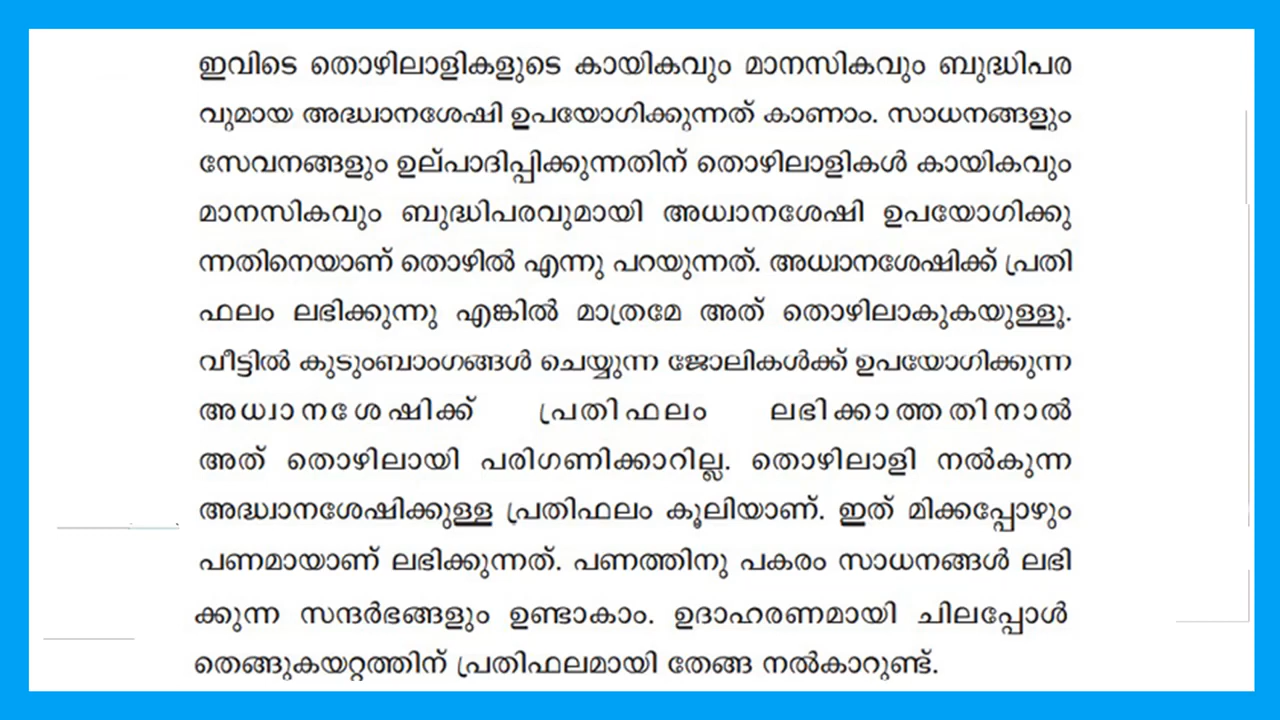 ഇവിടെ തൊഴിലാളികളുടെ കായികവും മാനസികവും ബുദ്ധിപര
വുമായ അദ്ധ്വാനശേഷി ഉപയോഗിക്കുന്നത് കാണാം. സാധനങ്ങളും
സേവനങ്ങളും ഉല്പാദിപ്പിക്കുന്നതിന് തൊഴിലാളികൾ കായികവും
മാനസികവും ബുദ്ധിപരവുമായി അധ്വാനശേഷി ഉപയോഗിക്കു
ന്നതിനെയാണ് തൊഴിൽ എന്നു പറയുന്നത്. അധ്വാനശേഷിക്ക് പ്രതി
ഫലം ലഭിക്കുന്നു എങ്കിൽ മാത്രമേ അത് തൊഴിലാകുകയുള്ളൂ.
വീട്ടിൽ കുടുംബാംഗങ്ങൾ ചെയ്യുന്ന ജോലികൾക്ക് ഉപയോഗിക്കുന്ന
അധ്വാനശേഷിക്ക് പ്രതിഫലം ലഭിക്കാത്തതിനാൽ
അത് തൊഴിലായി പരിഗണിക്കാറില്ല. തൊഴിലാളി നൽകുന്ന
അദ്ധ്വാനശേഷിക്കുള്ള പ്രതിഫലം കൂലിയാണ്. ഇത് മിക്കപ്പോഴും
പണമായാണ് ലഭിക്കുന്നത്. പണത്തിനു പകരം സാധനങ്ങൾ ലഭി
ക്കുന്ന സന്ദർഭങ്ങളും ഉണ്ടാകാം. ഉദാഹരണമായി ചിലപ്പോൾ
തെങ്ങുകയറ്റത്തിന് പ്രതിഫലമായി തേങ്ങ നൽകാറുണ്ട്.